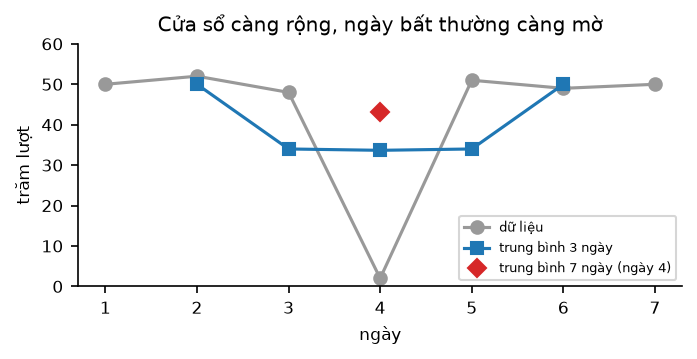 Cửa sổ càng rộng, ngày bất thường càng mờ
trăm lượt
60
50
40
30
20
10
0
dữ liệu
trung bình 3 ngày
trung bình 7 ngày (ngày 4)
1 2 3 4 5 6 7
ngày